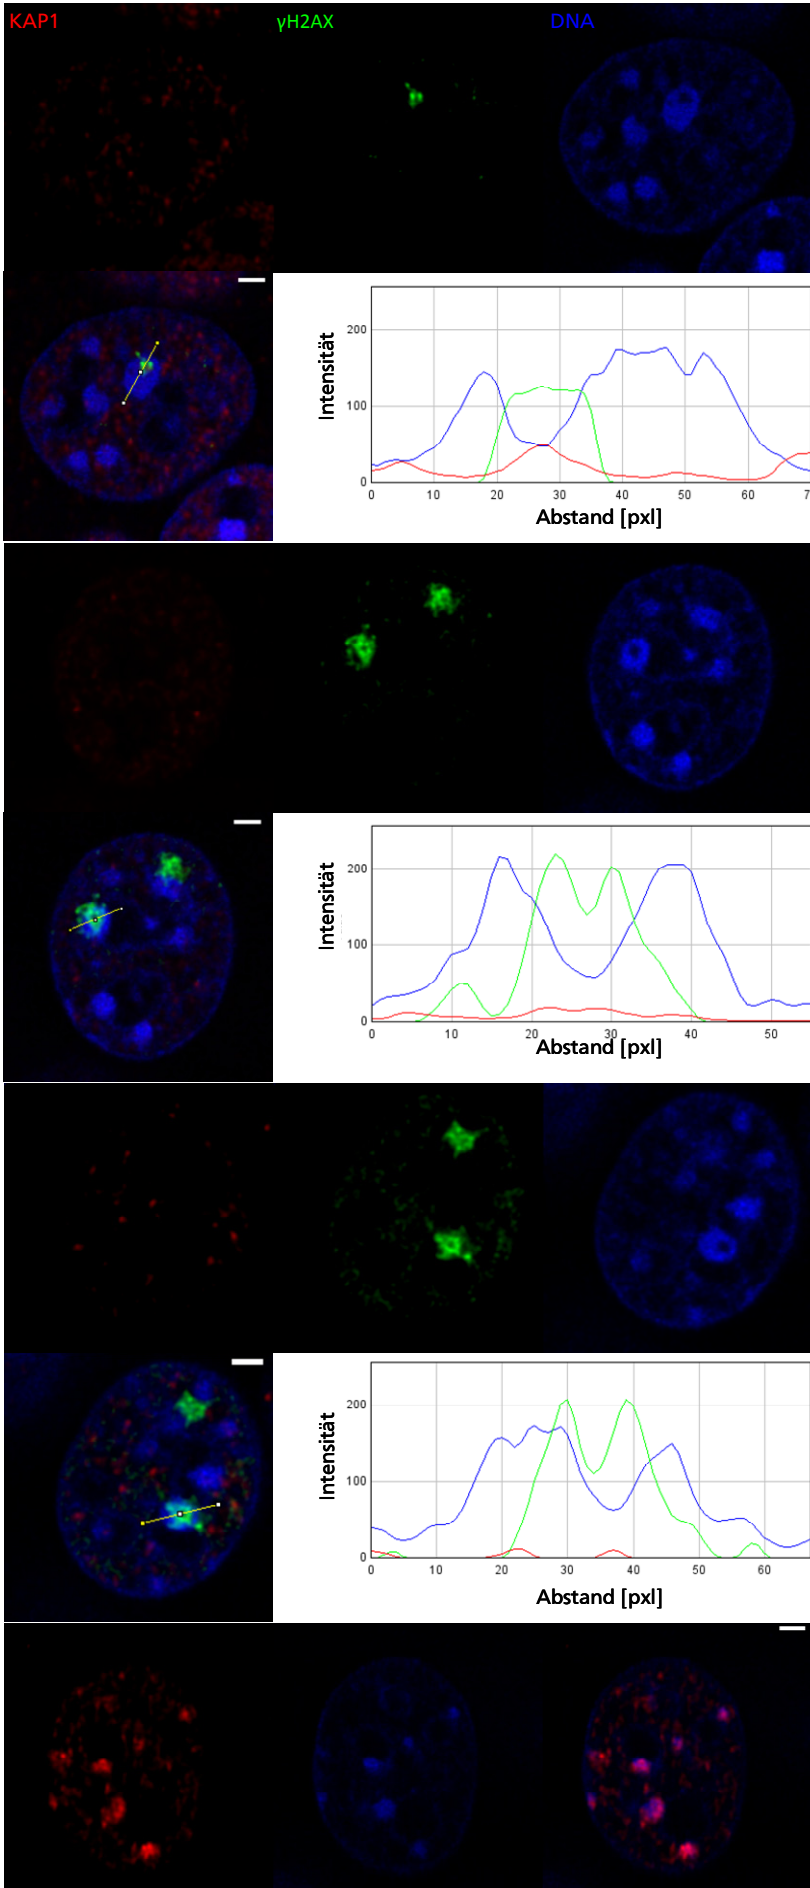 KAP1 γH2AX DNA
Intensität
200
100
0
0 10 20 30 40 50 60 7
Abstand [pxl]
Intensität
200
100
0
0 10 20 30 40 50
Abstand [pxl]
Intensität
200
100
0
0 10 20 30 40 50 60
Abstand [pxl]